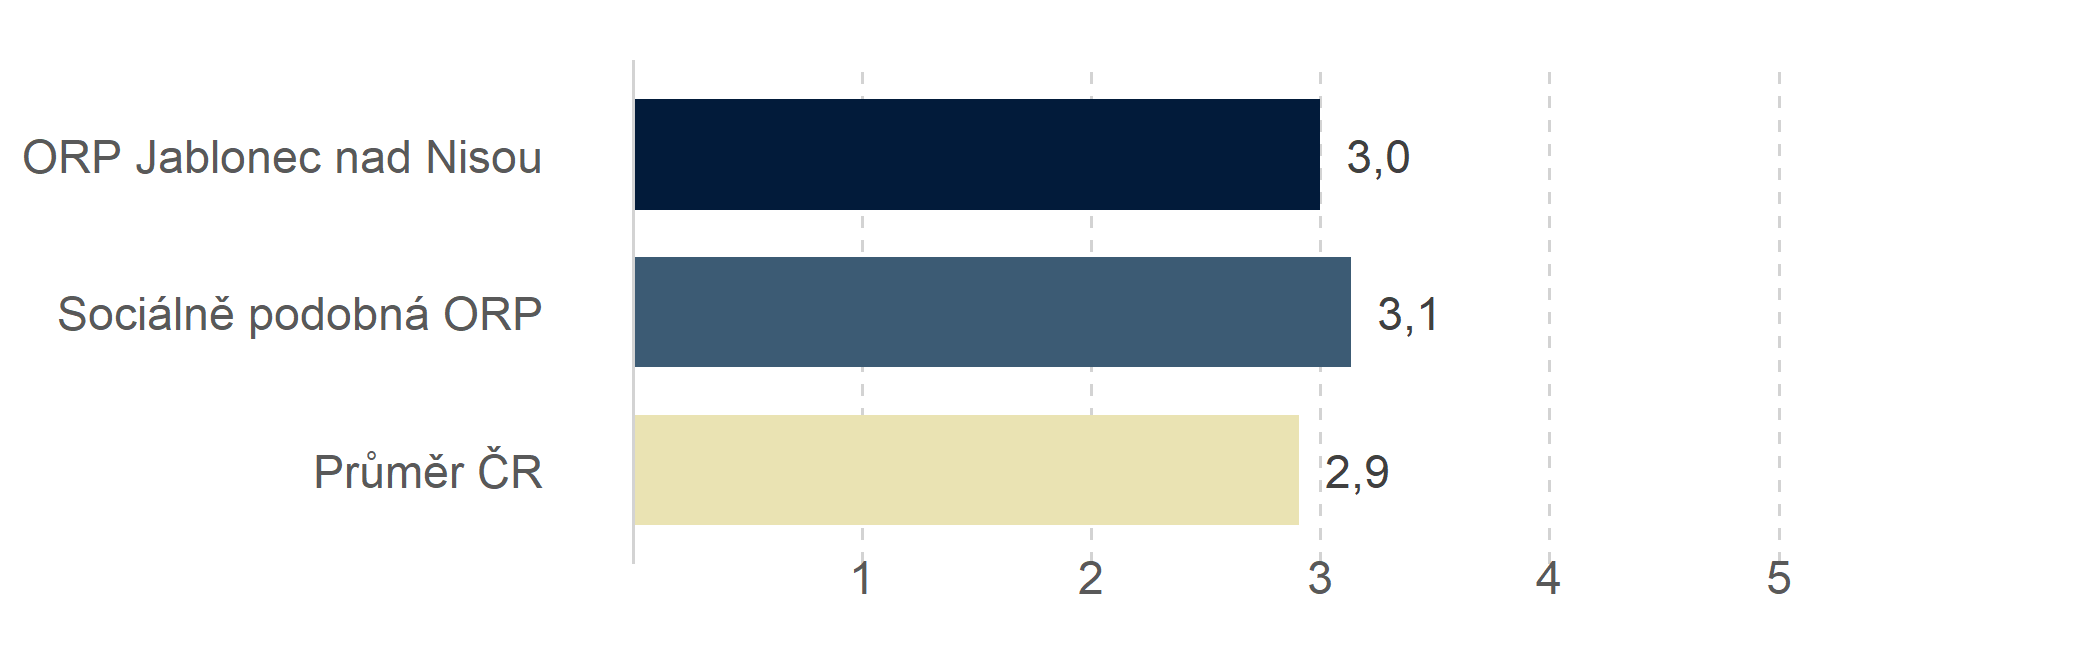 ORP Jablonec nad Nisou 3,0
Sociálně podobná ORP 3,1
Průměr ČR 2,9
1 2 3 4 5